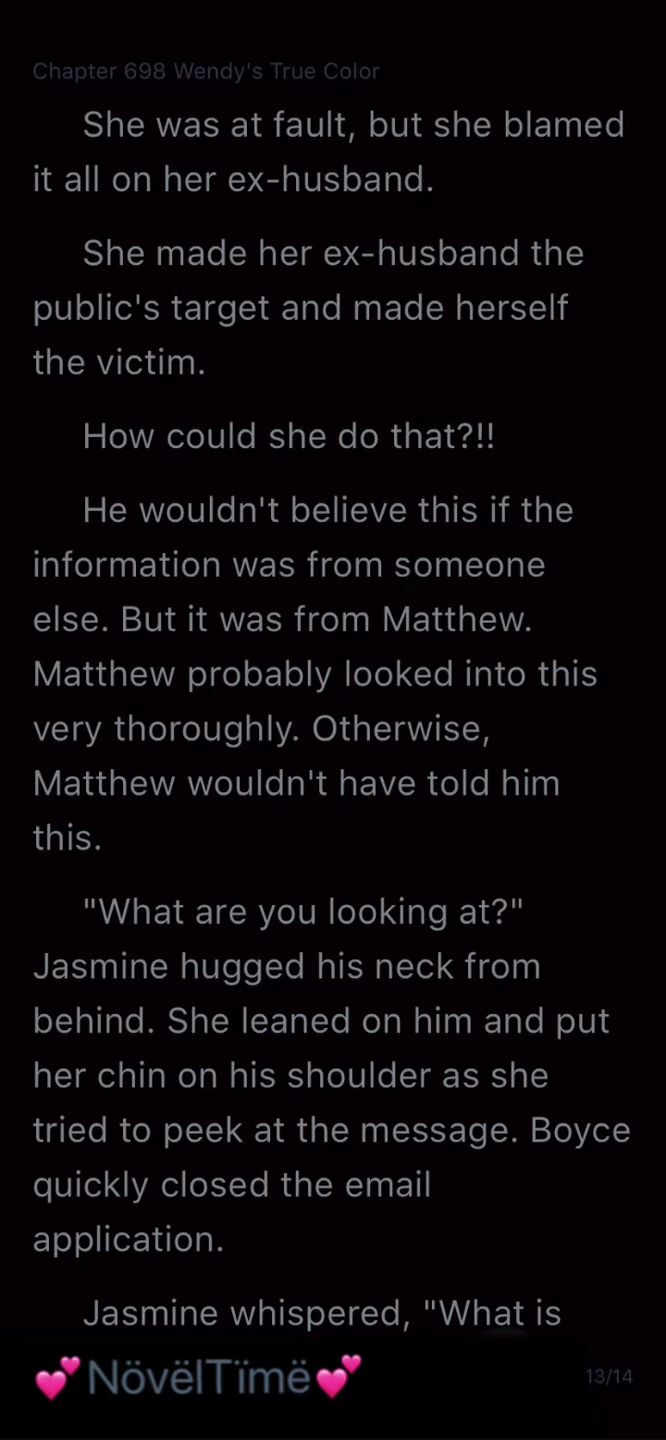 Chapter 698 Wendy's True Color
She was at fault, but she blamed
it all on her ex-husband.
She made her ex-husband the
public's target and made herself
the victim.
How could she do that?!!
He wouldn't believe this if the
information was from someone
else. But it was from Matthew.
Matthew probably looked into this
very thoroughly. Otherwise,
Matthew wouldn't have told him
this.
"What are you looking at?"
Jasmine hugged his neck from
behind. She leaned on him and put
her chin on his shoulder as she
tried to peek at the message. Boyce
quickly closed the email
application.
Jasmine whispered, "What is
💕NövëlTïmë💕
13/14